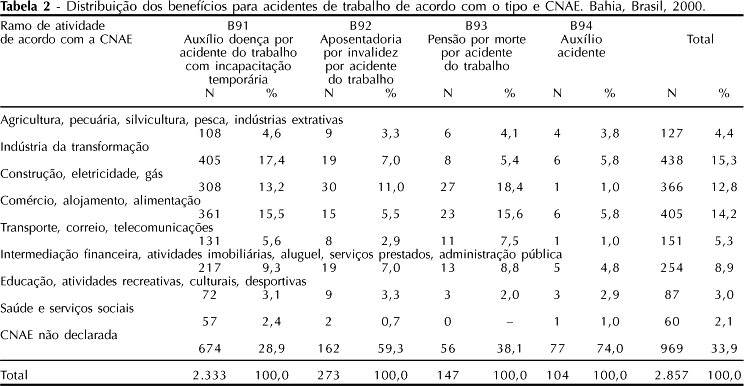 Tabela 2 - Distribuição dos benefícios para acidentes de trabalho de acordo com o tipo e CNAE. Bahia, Brasil, 2000.
Ramo de atividade B91 B92 B93 B94
de acordo com a CNAE Auxílio doença por Aposentadoria Pensão por morte Auxílio Total
acidente do trabalho por invalidez por acidente acidente
com incapacitação por acidente do trabalho
temporária do trabalho
N % N % N % N % N %
Agricultura, pecuária, silvicultura, pesca, indústrias extrativas
108 4,6 9 3,3 6 4,1 4 3,8 127 4,4
Indústria da transformação
405 17,4 19 7,0 8 5,4 6 5,8 438 15,3
Construção, eletricidade, gás
308 13,2 30 11,0 27 18,4 1 1,0 366 12,8
Comércio, alojamento, alimentação
361 15,5 15 5,5 23 15,6 6 5,8 405 14,2
Transporte, correio, telecomunicações
131 5,6 8 2,9 11 7,5 1 1,0 151 5,3
Intermediação financeira, atividades imobiliárias, aluguel, serviços prestados, administração pública
217 9,3 19 7,0 13 8,8 5 4,8 254 8,9
Educação, atividades recreativas, culturais, desportivas
72 3,1 9 3,3 3 2,0 3 2,9 87 3,0
Saúde e serviços sociais
57 2,4 2 0,7 0 – 1 1,0 60 2,1
CNAE não declarada
674 28,9 162 59,3 56 38,1 77 74,0 969 33,9
Total 2.333 100,0 273 100,0 147 100,0 104 100,0 2.857 100,0